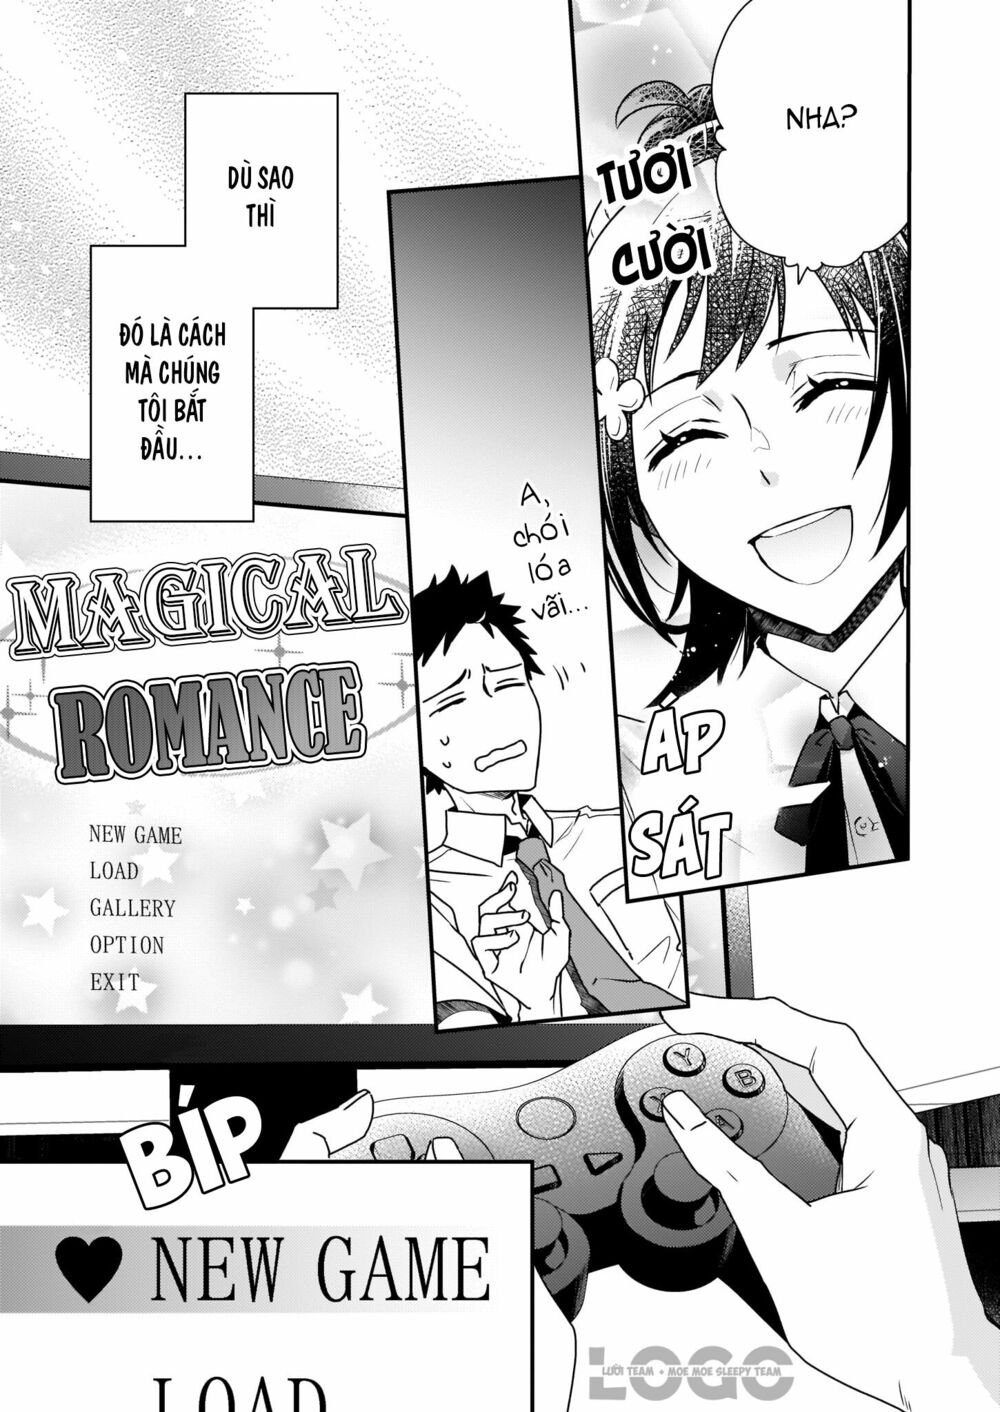 NHA?
TƯƠI
CƯỜI
ÁP
SÁT
A,
chói
lóa
vãi...
DÙ SAO
THÌ
ĐÓ LÀ CÁCH
MÀ CHÚNG
TÔI BẮT
ĐẦU...
MAGICAL
ROMANCE
NEW GAME
LOAD
GALLERY
OPTION
EXIT
Y
B
X
A
BÍP
NEW GAME
LOAD
LOGO
LƯỜI TEAM + MOE MOE SLEEPY TEAM